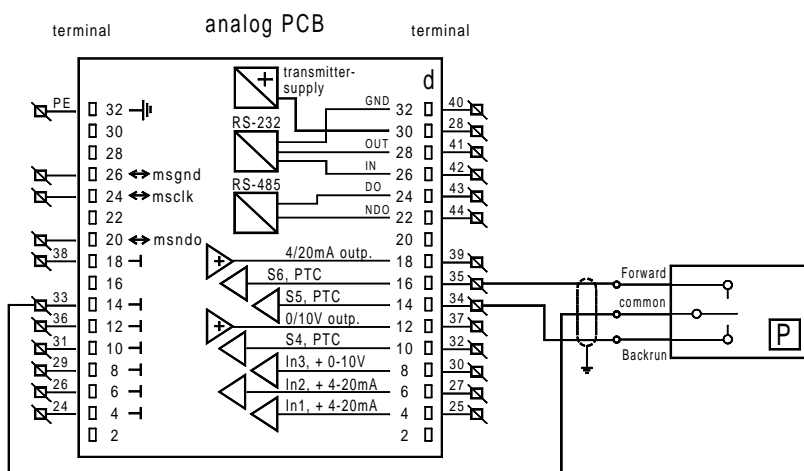 analog PCB
terminal
terminal
d
transmitter-
supply
RS-232
RS-485
GND
OUT
IN
DO
NDO
PE 32
30
28
26 msgnd
24 msclk
22
20 msndo
38 18
16
33 14
36 12
31 10
29 8
26 6
24 4
2
32 40
30 28
28 41
26 42
24 43
22 44
20
4/20mA outp. 18 39
S6, PTC 16 35
S5, PTC 14 34
0/10V outp. 12 37
S4, PTC 10 32
In3, + 0-10V 8 30
In2, + 4-20mA 6 27
In1, + 4-20mA 4 25
2
Forward
common
Backrun
P